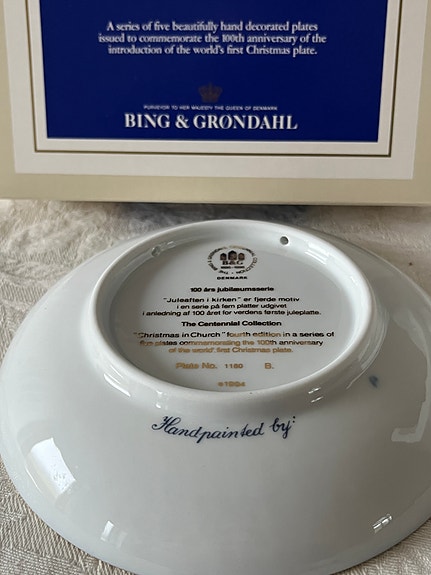 A series of five beautifully hand decorated plates
issued to commemorate the 100th anniversary of the
introduction of the world's first Christmas plate.
PURVEYOR TO HER MAJESTY THE QUEEN OF DENMARK
BING & GRØNDAHL
B&G
DENMARK
100 års jubilæumsserie
"Juleaften i kirken" er fjerde motiv
i en serie på fem platter udgivet
i anledning af 100 året for verdens første juleplatte.
The Centennial Collection
"Christmas in Church" fourth edition in a series of
five plates commemorating the 100th anniversary
of the world' first Christmas plate.
Plate No. 1160 B.
©1994
Handpainted by: